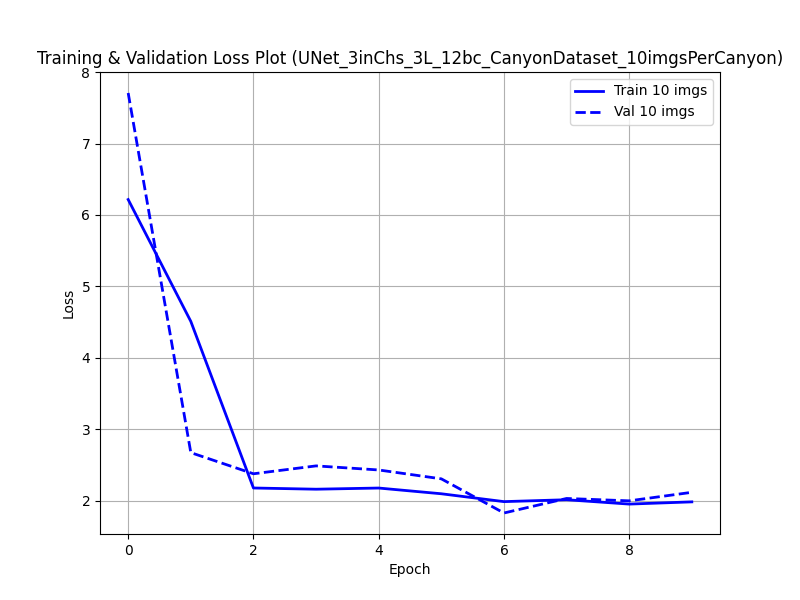 Training & Validation Loss Plot (UNet_3inChs_3L_12bc_CanyonDataset_10imgsPerCanyon)
Train 10 imgs
Val 10 imgs
8
7
6
5
4
3
2
Loss
0
2
4
6
8
Epoch